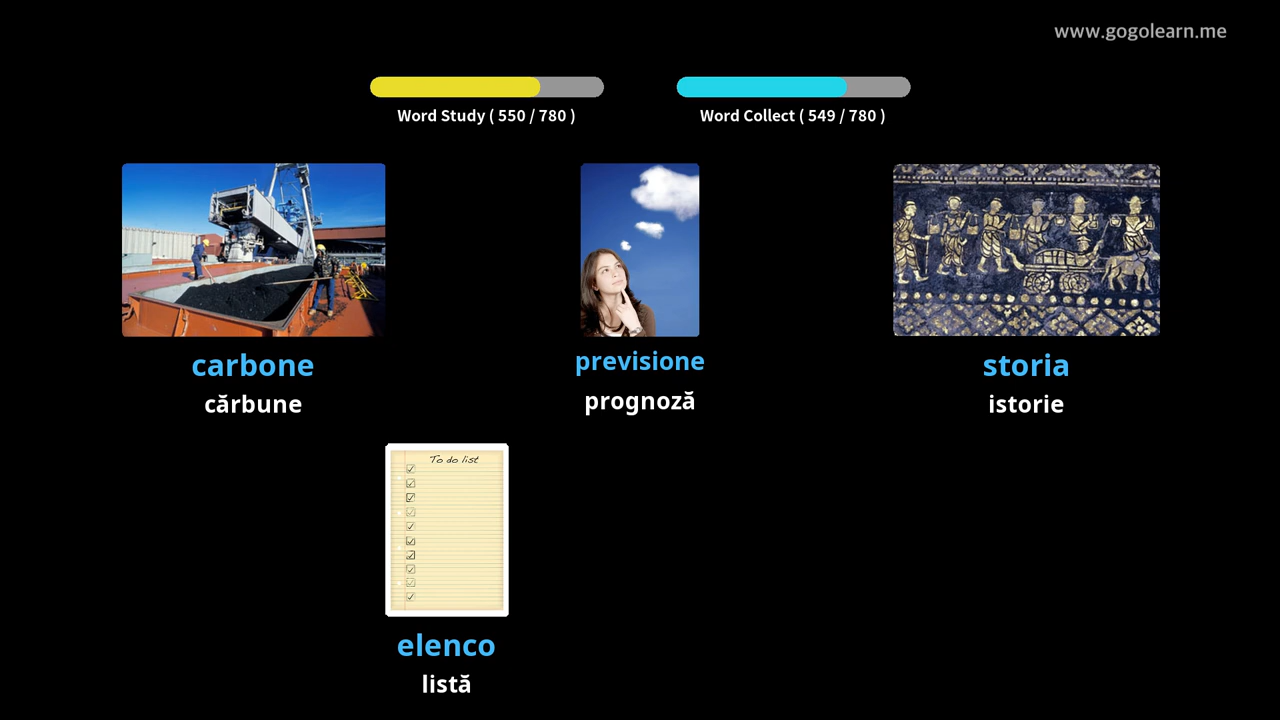 www.gogolearn.me
Word Study ( 550 / 780 )
Word Collect ( 549 / 780 )
carbone
cărbune
previsione
prognoză
storia
istorie
To do list
elenco
listă